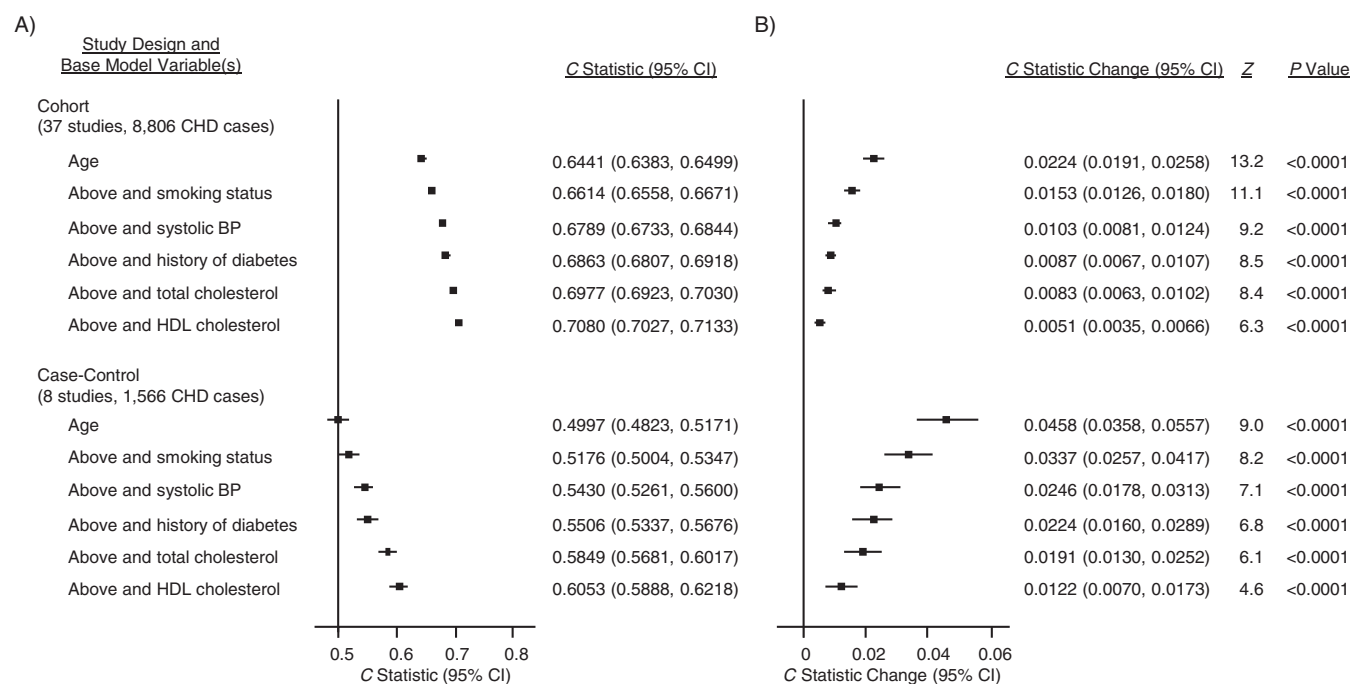 A)
B)
Study Design and
Base Model Variable(s)
C Statistic (95% CI)
C Statistic Change (95% CI) Z P Value
Cohort
(37 studies, 8,806 CHD cases)
Age 0.6441 (0.6383, 0.6499) 0.0224 (0.0191, 0.0258) 13.2 <0.0001
Above and smoking status 0.6614 (0.6558, 0.6671) 0.0153 (0.0126, 0.0180) 11.1 <0.0001
Above and systolic BP 0.6789 (0.6733, 0.6844) 0.0103 (0.0081, 0.0124) 9.2 <0.0001
Above and history of diabetes 0.6863 (0.6807, 0.6918) 0.0087 (0.0067, 0.0107) 8.5 <0.0001
Above and total cholesterol 0.6977 (0.6923, 0.7030) 0.0083 (0.0063, 0.0102) 8.4 <0.0001
Above and HDL cholesterol 0.7080 (0.7027, 0.7133) 0.0051 (0.0035, 0.0066) 6.3 <0.0001
Case-Control
(8 studies, 1,566 CHD cases)
Age 0.4997 (0.4823, 0.5171) 0.0458 (0.0358, 0.0557) 9.0 <0.0001
Above and smoking status 0.5176 (0.5004, 0.5347) 0.0337 (0.0257, 0.0417) 8.2 <0.0001
Above and systolic BP 0.5430 (0.5261, 0.5600) 0.0246 (0.0178, 0.0313) 7.1 <0.0001
Above and history of diabetes 0.5506 (0.5337, 0.5676) 0.0224 (0.0160, 0.0289) 6.8 <0.0001
Above and total cholesterol 0.5849 (0.5681, 0.6017) 0.0191 (0.0130, 0.0252) 6.1 <0.0001
Above and HDL cholesterol 0.6053 (0.5888, 0.6218) 0.0122 (0.0070, 0.0173) 4.6 <0.0001
0.5 0.6 0.7 0.8 0 0.02 0.04 0.06
C Statistic (95% CI) C Statistic Change (95% CI)